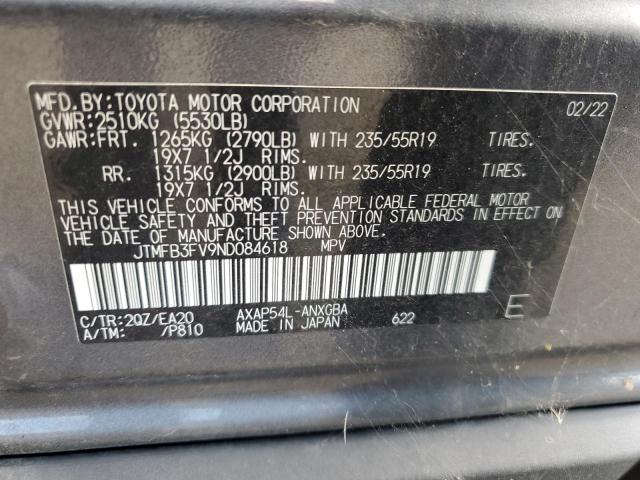 MFD.BY:TOYOTA MOTOR CORPORATION 02/22
GVWR:2510KG (5530LB)
GAWR:FRT. 1265KG (2790LB) WITH 235/55R19 TIRES.
19X7 1/2J RIMS.
RR. 1315KG (2900LB) WITH 235/55R19 TIRES.
19X7 1/2J RIMS.
THIS VEHICLE CONFORMS TO ALL APPLICABLE FEDERAL MOTOR
VEHICLE SAFETY AND THEFT PREVENTION STANDARDS IN EFFECT ON
THE DATE OF MANUFACTURE SHOWN ABOVE.
JTMFB3FV9ND084618 MPV
C/TR:2QZ/EA20 AXAP54L-ANXGBA 622 E
A/TM: /P810 MADE IN JAPAN